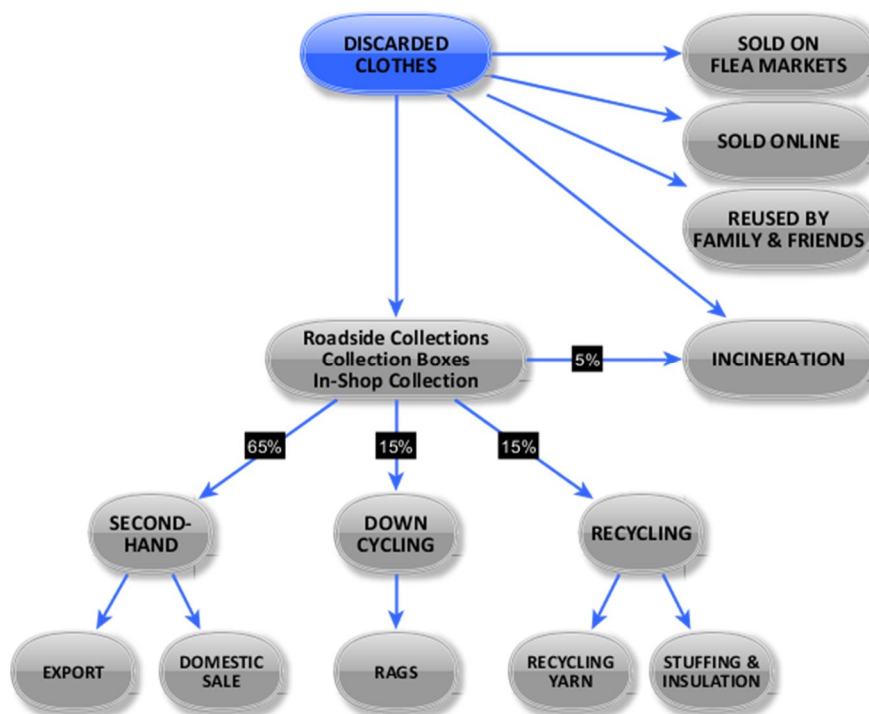 DISCARDED
CLOTHES
SOLD ON
FLEA MARKETS
SOLD ONLINE
REUSED BY
FAMILY & FRIENDS
Roadside Collections
Collection Boxes
In-Shop Collection
5%
INCINERATION
65%
15%
15%
SECOND-
HAND
DOWN
CYCLING
RECYCLING
EXPORT
DOMESTIC
SALE
RAGS
RECYCLING
YARN
STUFFING &
INSULATION